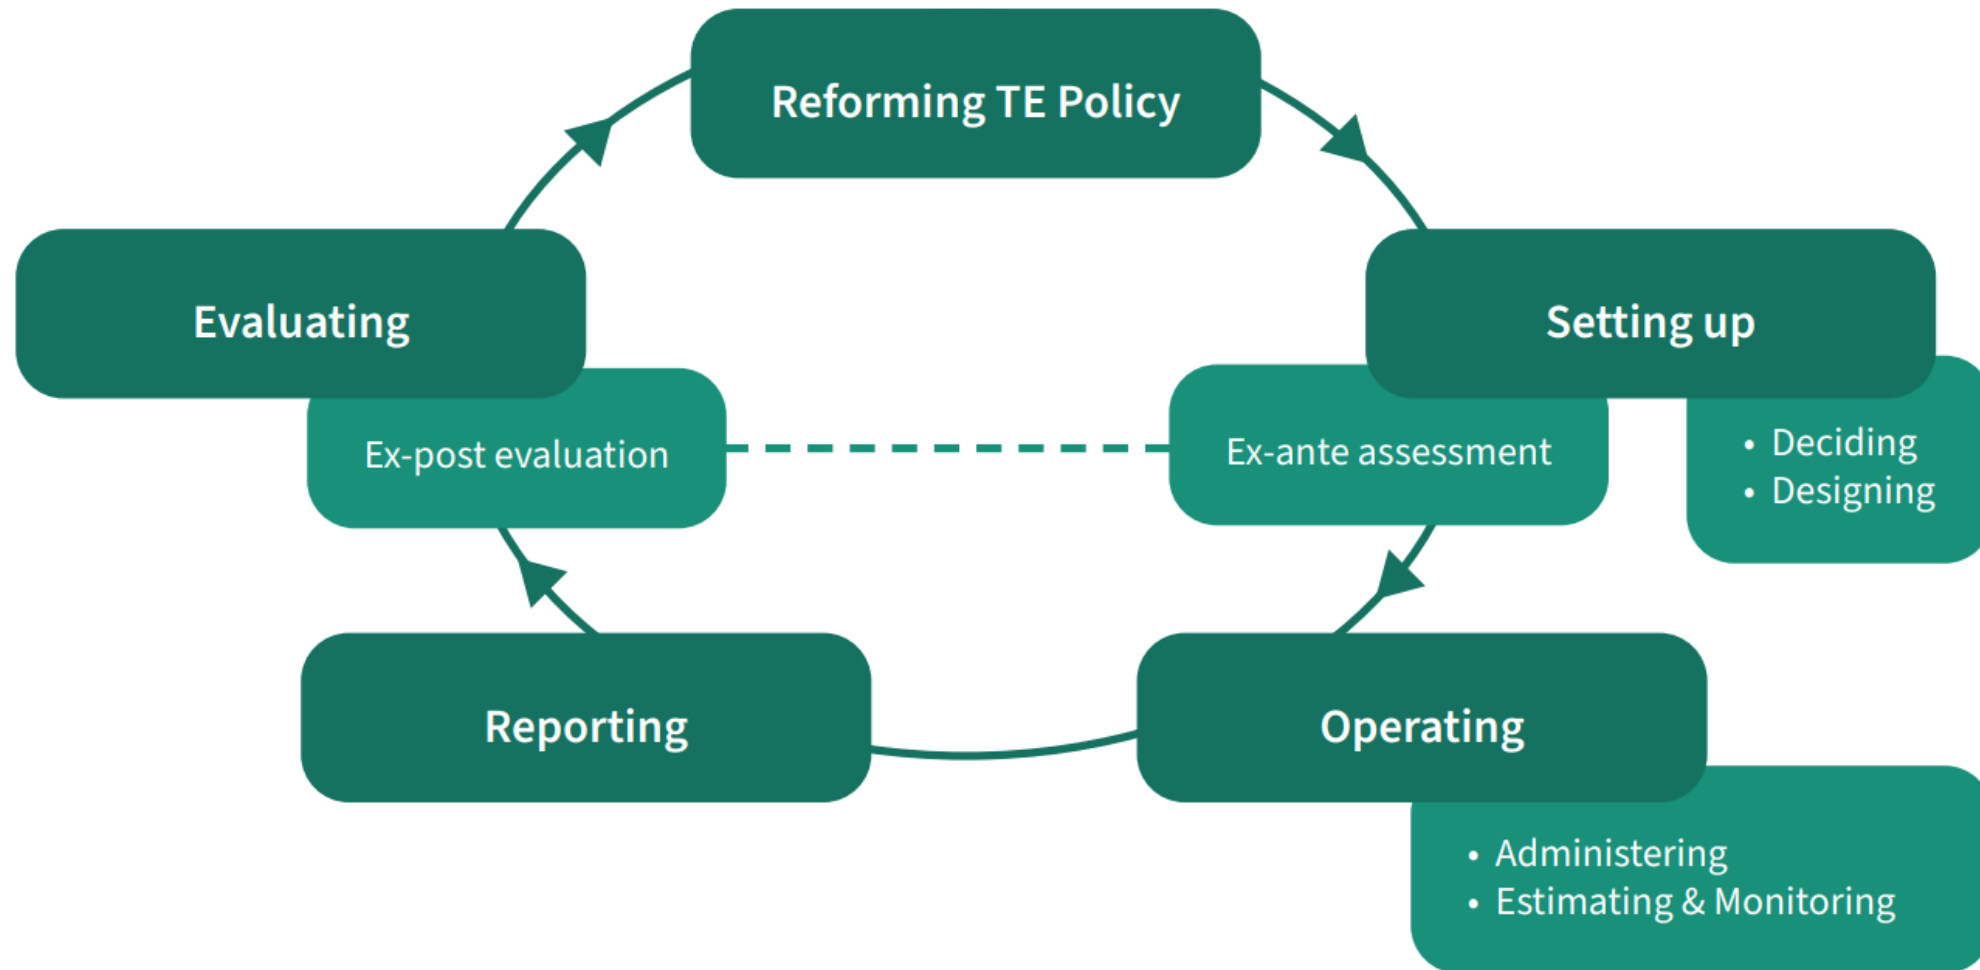 Reforming TE Policy
Evaluating
Setting up
Ex-post evaluation
Ex-ante assessment
• Deciding
• Designing
Reporting
Operating
• Administering
• Estimating & Monitoring